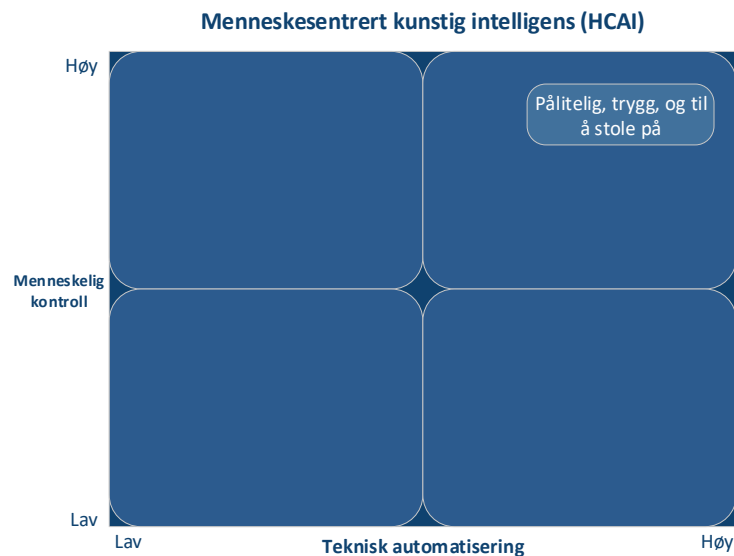 Menneskesentrert kunstig intelligens (HCAI)
Høy
Pålitelig, trygg, og til
å stole på
Menneskelig
kontroll
Lav
Lav
Teknisk automatisering
Høy